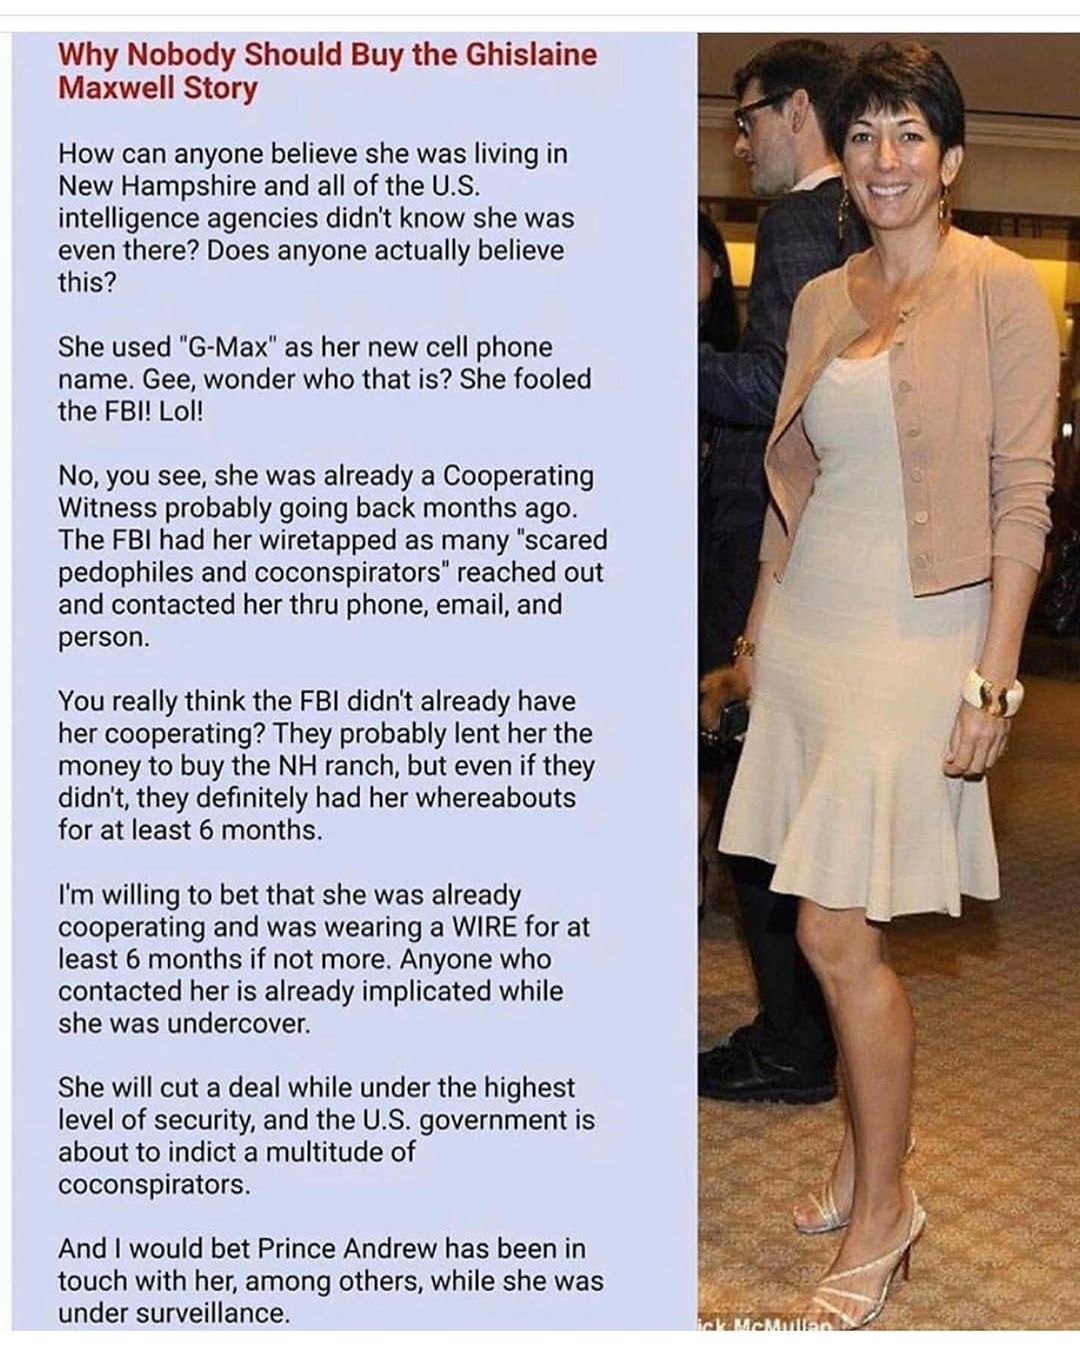 Why Nobody Should Buy the Ghislaine
Maxwell Story
How can anyone believe she was living in
New Hampshire and all of the U.S.
intelligence agencies didn't know she was
even there? Does anyone actually believe
this?
She used "G-Max" as her new cell phone
name. Gee, wonder who that is? She fooled
the FBI! Lol!
No, you see, she was already a Cooperating
Witness probably going back months ago.
The FBI had her wiretapped as many "scared
pedophiles and coconspirators" reached out
and contacted her thru phone, email, and
person.
You really think the FBI didn't already have
her cooperating? They probably lent her the
money to buy the NH ranch, but even if they
didn't, they definitely had her whereabouts
for at least 6 months.
I'm willing to bet that she was already
cooperating and was wearing a WIRE for at
least 6 months if not more. Anyone who
contacted her is already implicated while
she was undercover.
She will cut a deal while under the highest
level of security, and the U.S. government is
about to indict a multitude of
coconspirators.
And I would bet Prince Andrew has been in
touch with her, among others, while she was
under surveillance.
ick McMullan